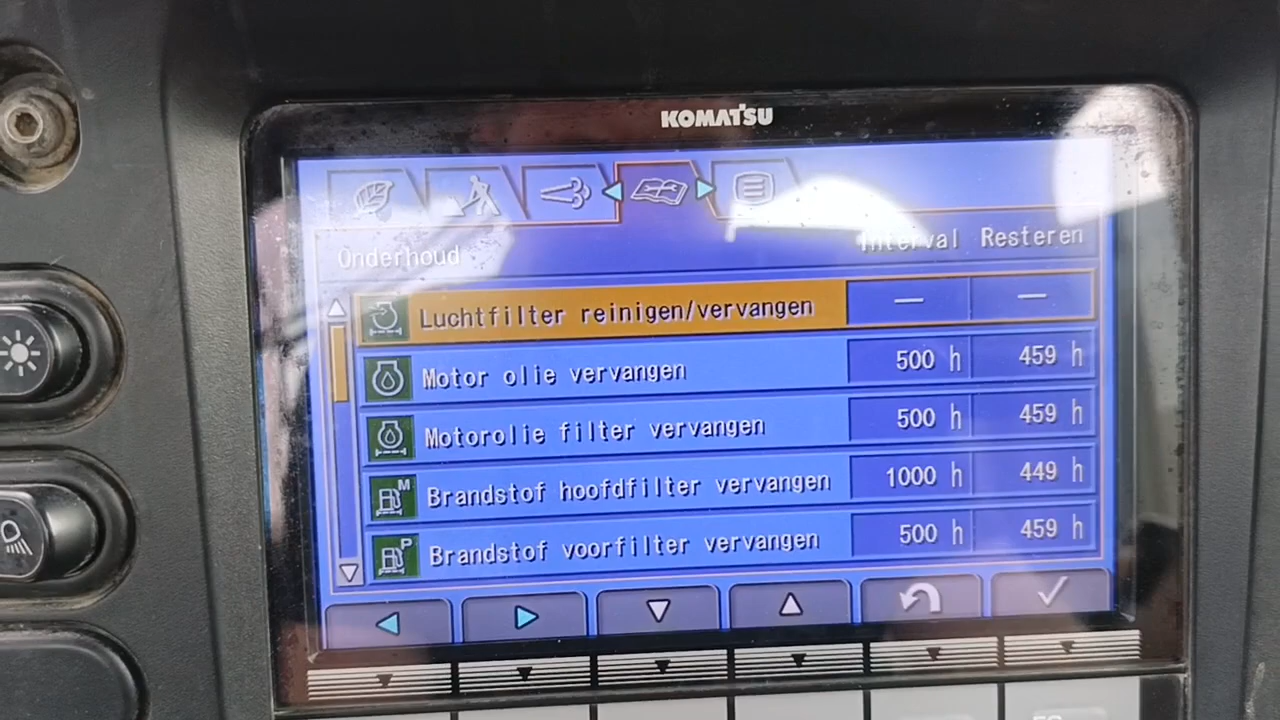 KOMATSU
Onderhoud Interval Resteren
Luchtfilter reinigen/vervangen — —
Motor olie vervangen 500 h 459 h
Motorolie filter vervangen 500 h 459 h
M Brandstof hoofdfilter vervangen 1000 h 449 h
P Brandstof voorfilter vervangen 500 h 459 h